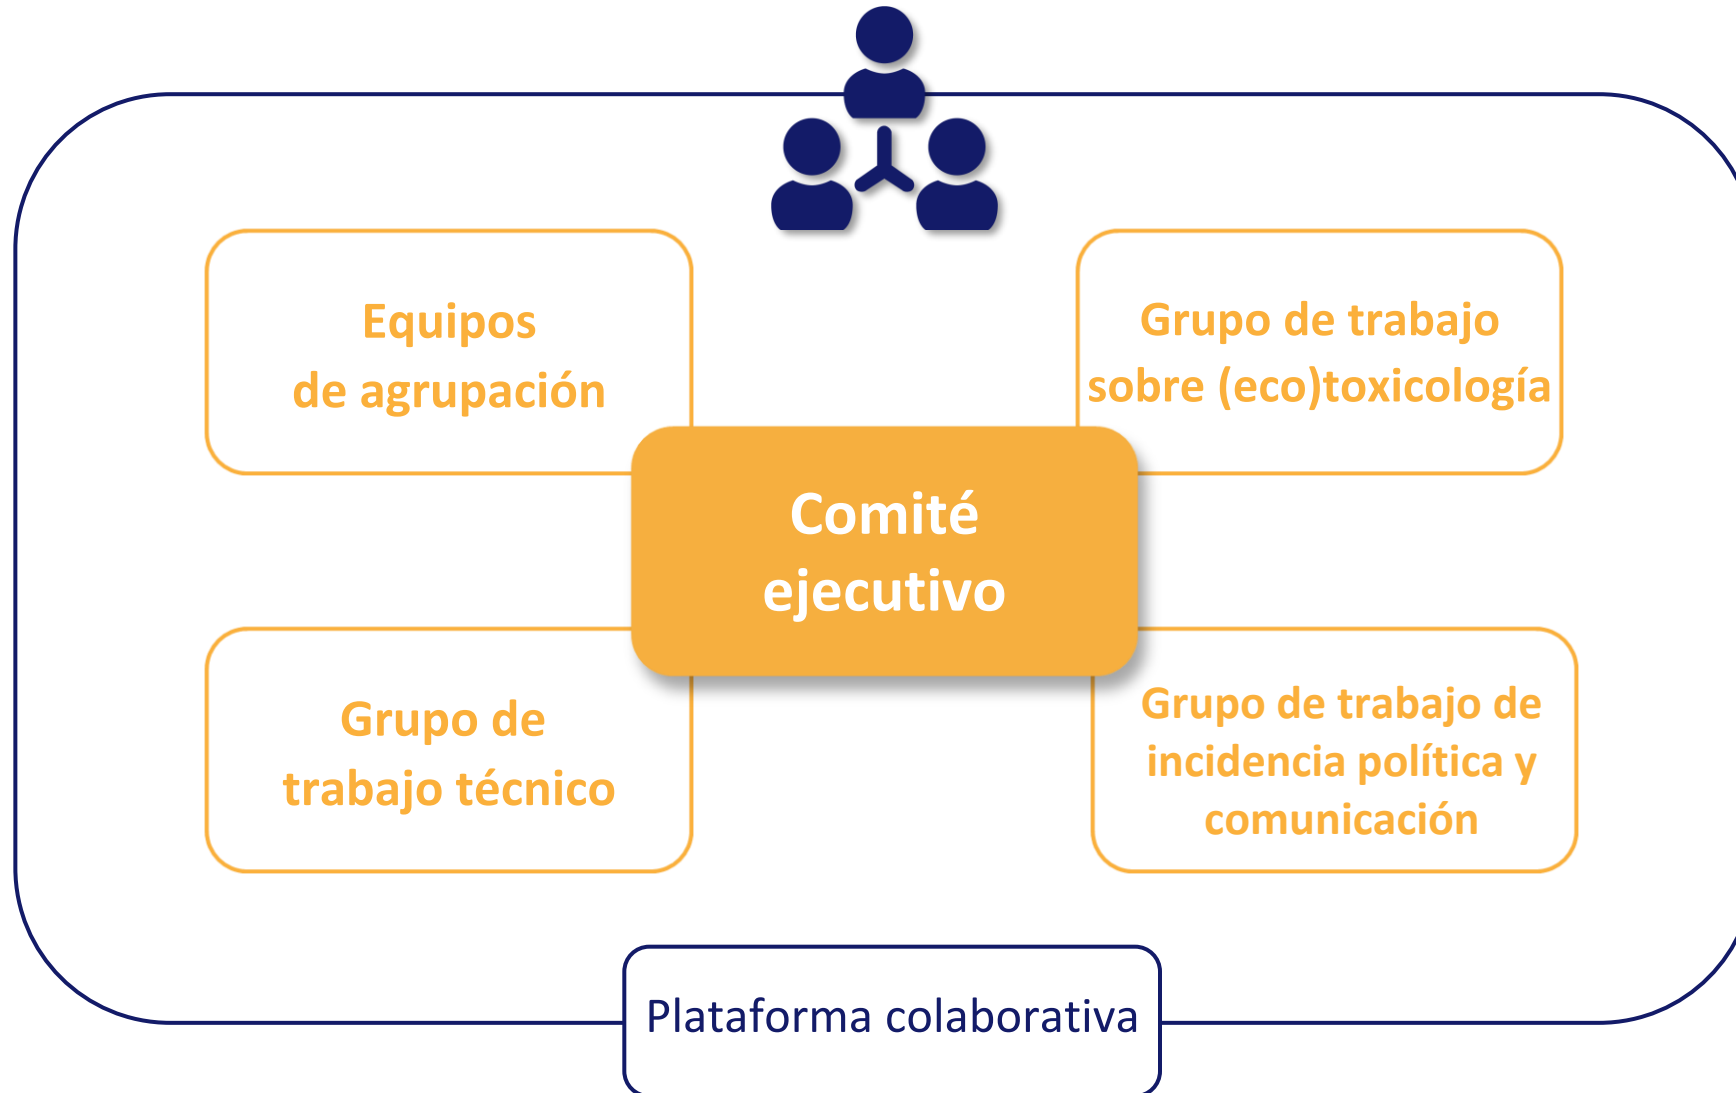 Equipos
de agrupación
Grupo de trabajo
sobre (eco)toxicología
Comité
ejecutivo
Grupo de
trabajo técnico
Grupo de trabajo de
incidencia política y
comunicación
Plataforma colaborativa